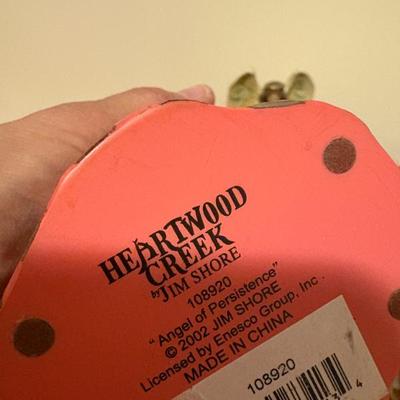 HEARTWOOD
CREEK
by JIM SHORE
108920
"Angel of Persistence"
© 2002 JIM SHORE
Licensed by Enesco Group, Inc.
MADE IN CHINA
108920